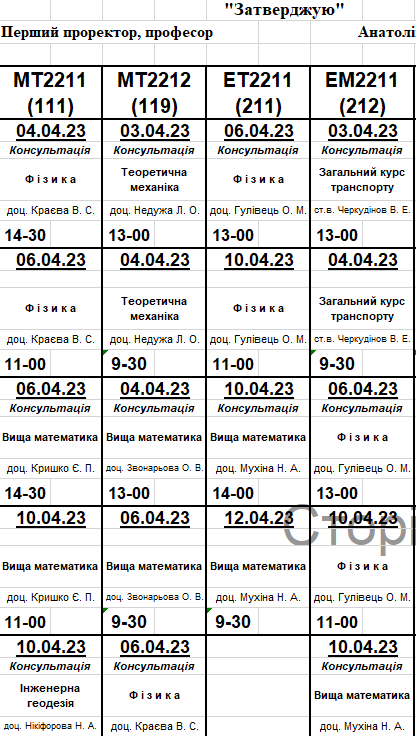 "Затверджую"
Перший проректор, професор Анатолі
МТ2211 МТ2212 ЕТ2211 ЕМ2211
(111) (119) (211) (212)
04.04.23 03.04.23 06.04.23 03.04.23
Консультація Консультація Консультація Консультація
Ф і з и к а Теоретична механіка Ф і з и к а Загальний курс транспорту
доц. Краєва В. С. доц. Недужа Л. О. доц. Гулівець О. М. ст.в. Черкудінов В. Е.
14-30 13-00 13-00 13-00
06.04.23 04.04.23 10.04.23 04.04.23
Ф і з и к а Теоретична механіка Ф і з и к а Загальний курс транспорту
доц. Краєва В. С. доц. Недужа Л. О. доц. Гулівець О. М. ст.в. Черкудінов В. Е.
11-00 9-30 11-00 9-30
06.04.23 04.04.23 10.04.23 06.04.23
Консультація Консультація Консультація Консультація
Вища математика Вища математика Вища математика Ф і з и к а
доц. Кришко Є. П. доц. Звонарьова О. В. доц. Мухіна Н. А. доц. Гулівець О. М.
14-30 13-00 14-00 13-00
10.04.23 06.04.23 12.04.23 10.04.23
Сторі
Вища математика Вища математика Вища математика Ф і з и к а
доц. Кришко Є. П. доц. Звонарьова О. В. доц. Мухіна Н. А. доц. Гулівець О. М.
11-00 9-30 9-30 11-00
10.04.23 06.04.23 10.04.23
Консультація Консультація Консультація
Інженерна геодезія Ф і з и к а Вища математика
доц. Нікіфорова Н. А. доц. Краєва В. С. доц. Мухіна Н. А.